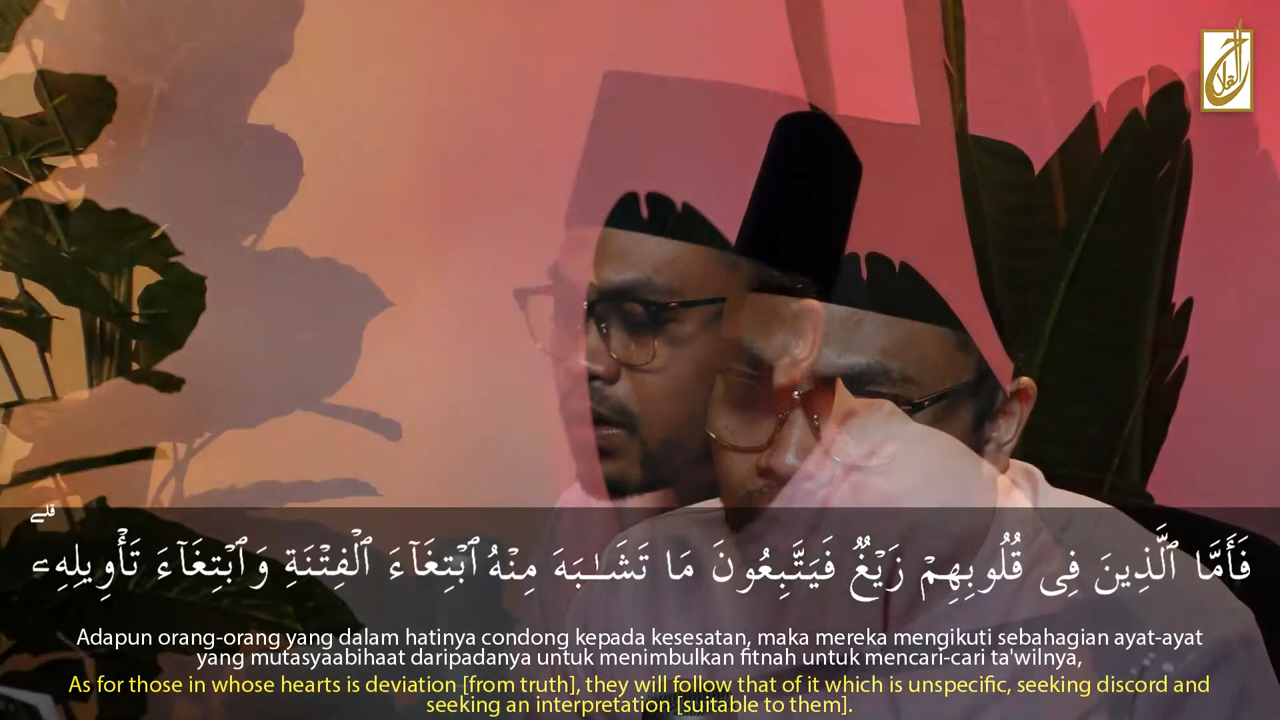 العلاج
فَأَمَّا ٱلَّذِينَ فِى قُلُوبِهِمْ زَيْغٌ فَيَتَّبِعُونَ مَا تَشَـٰبَهَ مِنْهُ ٱبْتِغَآءَ ٱلْفِتْنَةِ وَٱبْتِغَآءَ تَأْوِيلِهِۦ ۗ
Adapun orang-orang yang dalam hatinya condong kepada kesesatan, maka mereka mengikuti sebahagian ayat-ayat
yang mutasyaabihaat daripadanya untuk menimbulkan fitnah untuk mencari-cari ta'wilnya,
As for those in whose hearts is deviation [from truth], they will follow that of it which is unspecific, seeking discord and
seeking an interpretation [suitable to them].